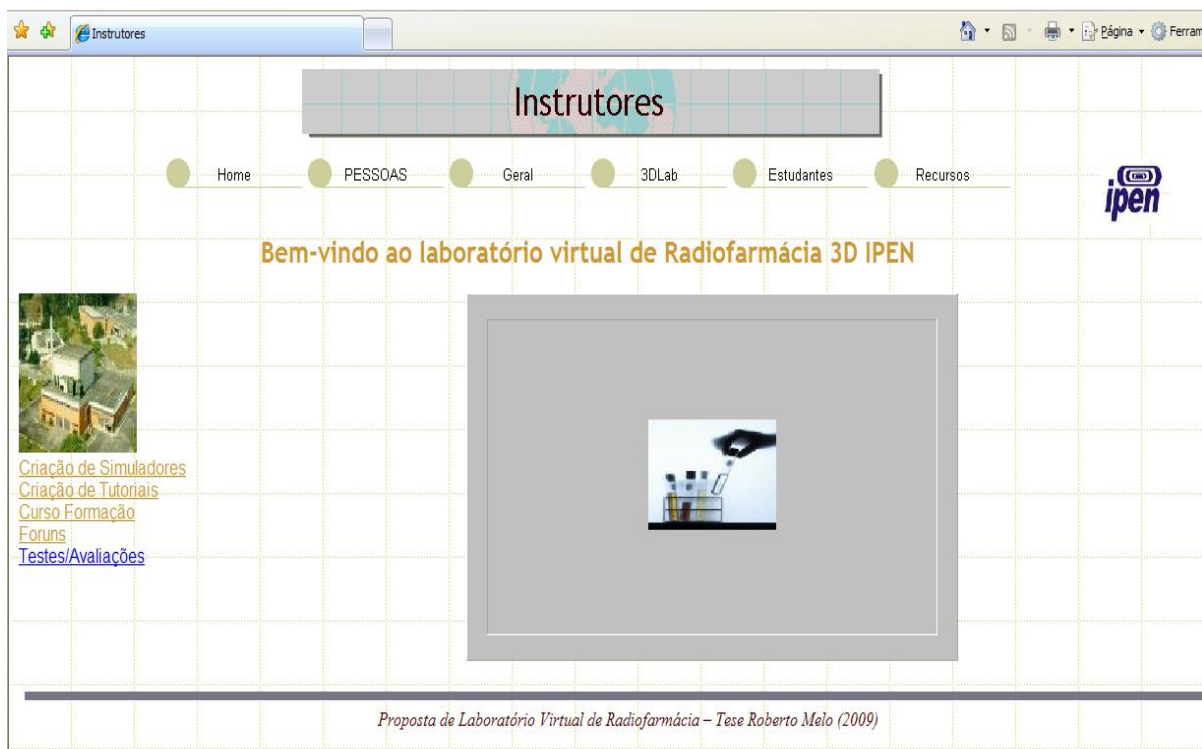 Instrutores
Página
Ferram
Instrutores
Home PESSOAS Geral 3DLab Estudantes Recursos
ipen
Bem-vindo ao laboratório virtual de Radiofarmácia 3D IPEN
Criação de Simuladores
Criação de Tutoriais
Curso Formação
Foruns
Testes/Avaliações
Proposta de Laboratório Virtual de Radiofarmácia – Tese Roberto Melo (2009)